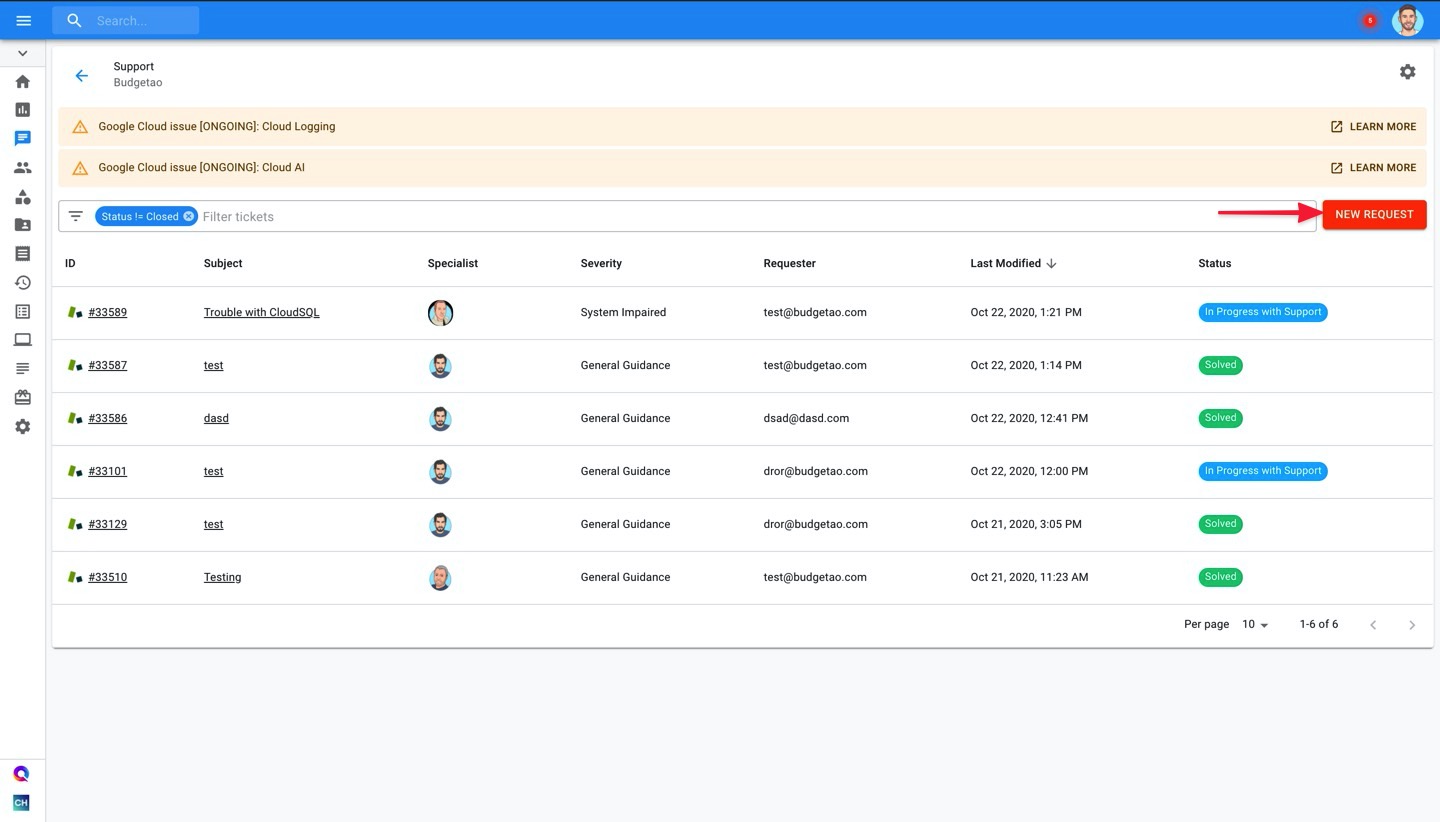 Search...
6
Support
Budgetao
Google Cloud issue [ONGOING]: Cloud Logging
LEARN MORE
Google Cloud issue [ONGOING]: Cloud AI
LEARN MORE
Status != Closed
Filter tickets
NEW REQUEST
ID Subject Specialist Severity Requester Last Modified Status
#33589 Trouble with CloudSQL System Impaired test@budgetao.com Oct 22, 2020, 1:21 PM In Progress with Support
#33587 test General Guidance test@budgetao.com Oct 22, 2020, 1:14 PM Solved
#33586 dasd General Guidance dsad@dasd.com Oct 22, 2020, 12:41 PM Solved
#33101 test General Guidance dror@budgetao.com Oct 22, 2020, 12:00 PM In Progress with Support
#33129 test General Guidance dror@budgetao.com Oct 21, 2020, 3:05 PM Solved
#33510 Testing General Guidance test@budgetao.com Oct 21, 2020, 11:23 AM Solved
Per page 10 1-6 of 6
CH